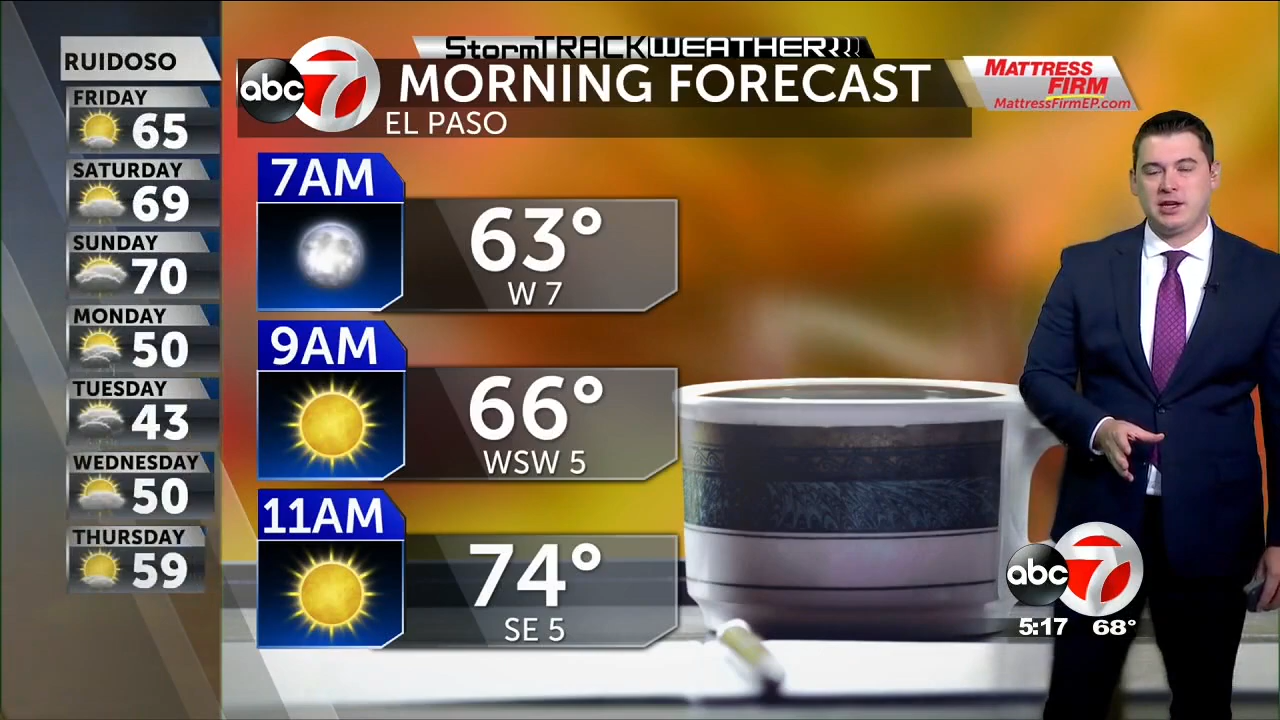 RUIDOSO
FRIDAY
65
SATURDAY
69
SUNDAY
70
MONDAY
50
TUESDAY
43
WEDNESDAY
50
THURSDAY
59
StormTRACKWEATHER
abc 7
MORNING FORECAST
EL PASO
MATTRESS
FIRM
MattressFirmEP.com
7AM
63°
W 7
9AM
66°
WSW 5
11AM
74°
SE 5
abc 7
5:17 68°